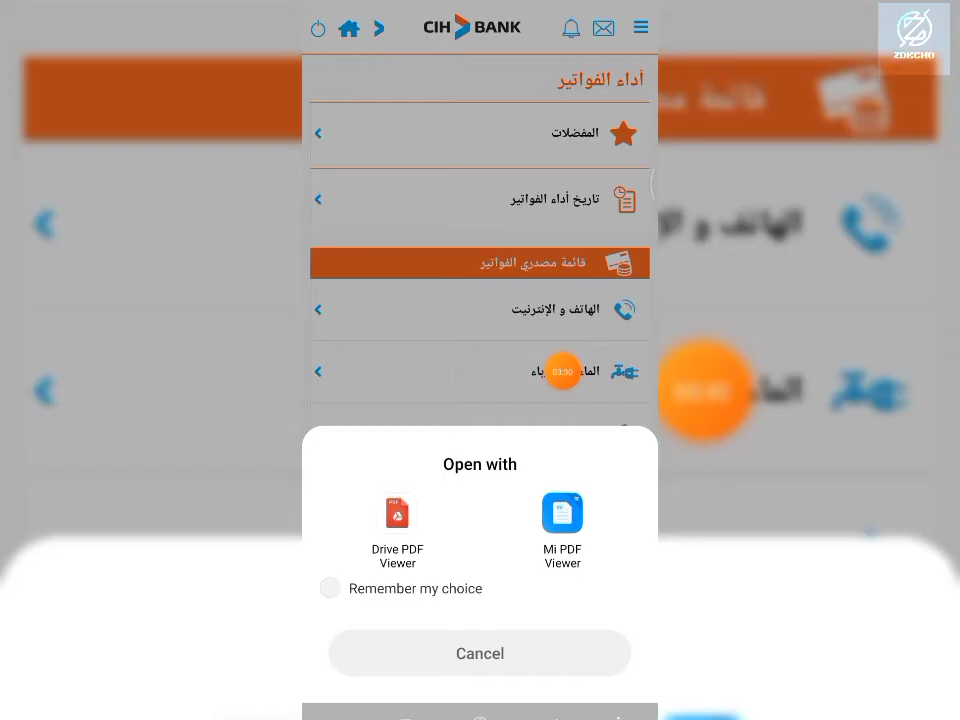 CIH BANK
ZDECHO
أداء الفواتير
المفضلات
تاريخ أداء الفواتير
قائمة مصدري الفواتير
الهاتف و الإنترنيت
03:30
Open with
Drive PDF
Viewer
Mi PDF
Viewer
Remember my choice
Cancel